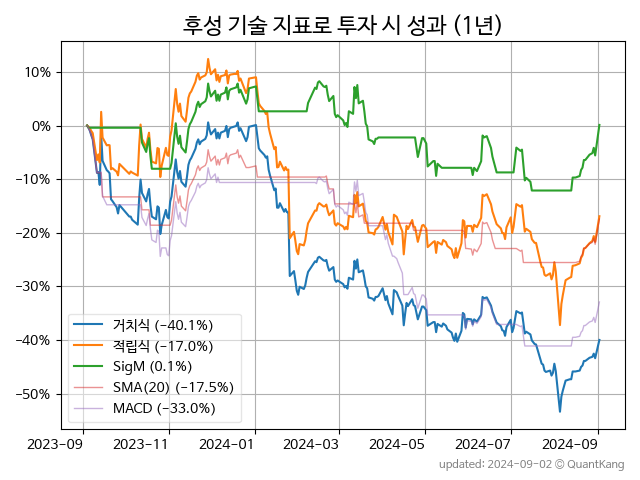 후성 기술 지표로 투자 시 성과 (1년)
10%
0%
−10%
−20%
−30%
−40%
−50%
거치식 (−40.1%)
적립식 (−17.0%)
SigM (0.1%)
SMA(20) (−17.5%)
MACD (−33.0%)
2023-09
2023-11
2024-01
2024-03
2024-05
2024-07
2024-09
updated: 2024-09-02 © QuantKang